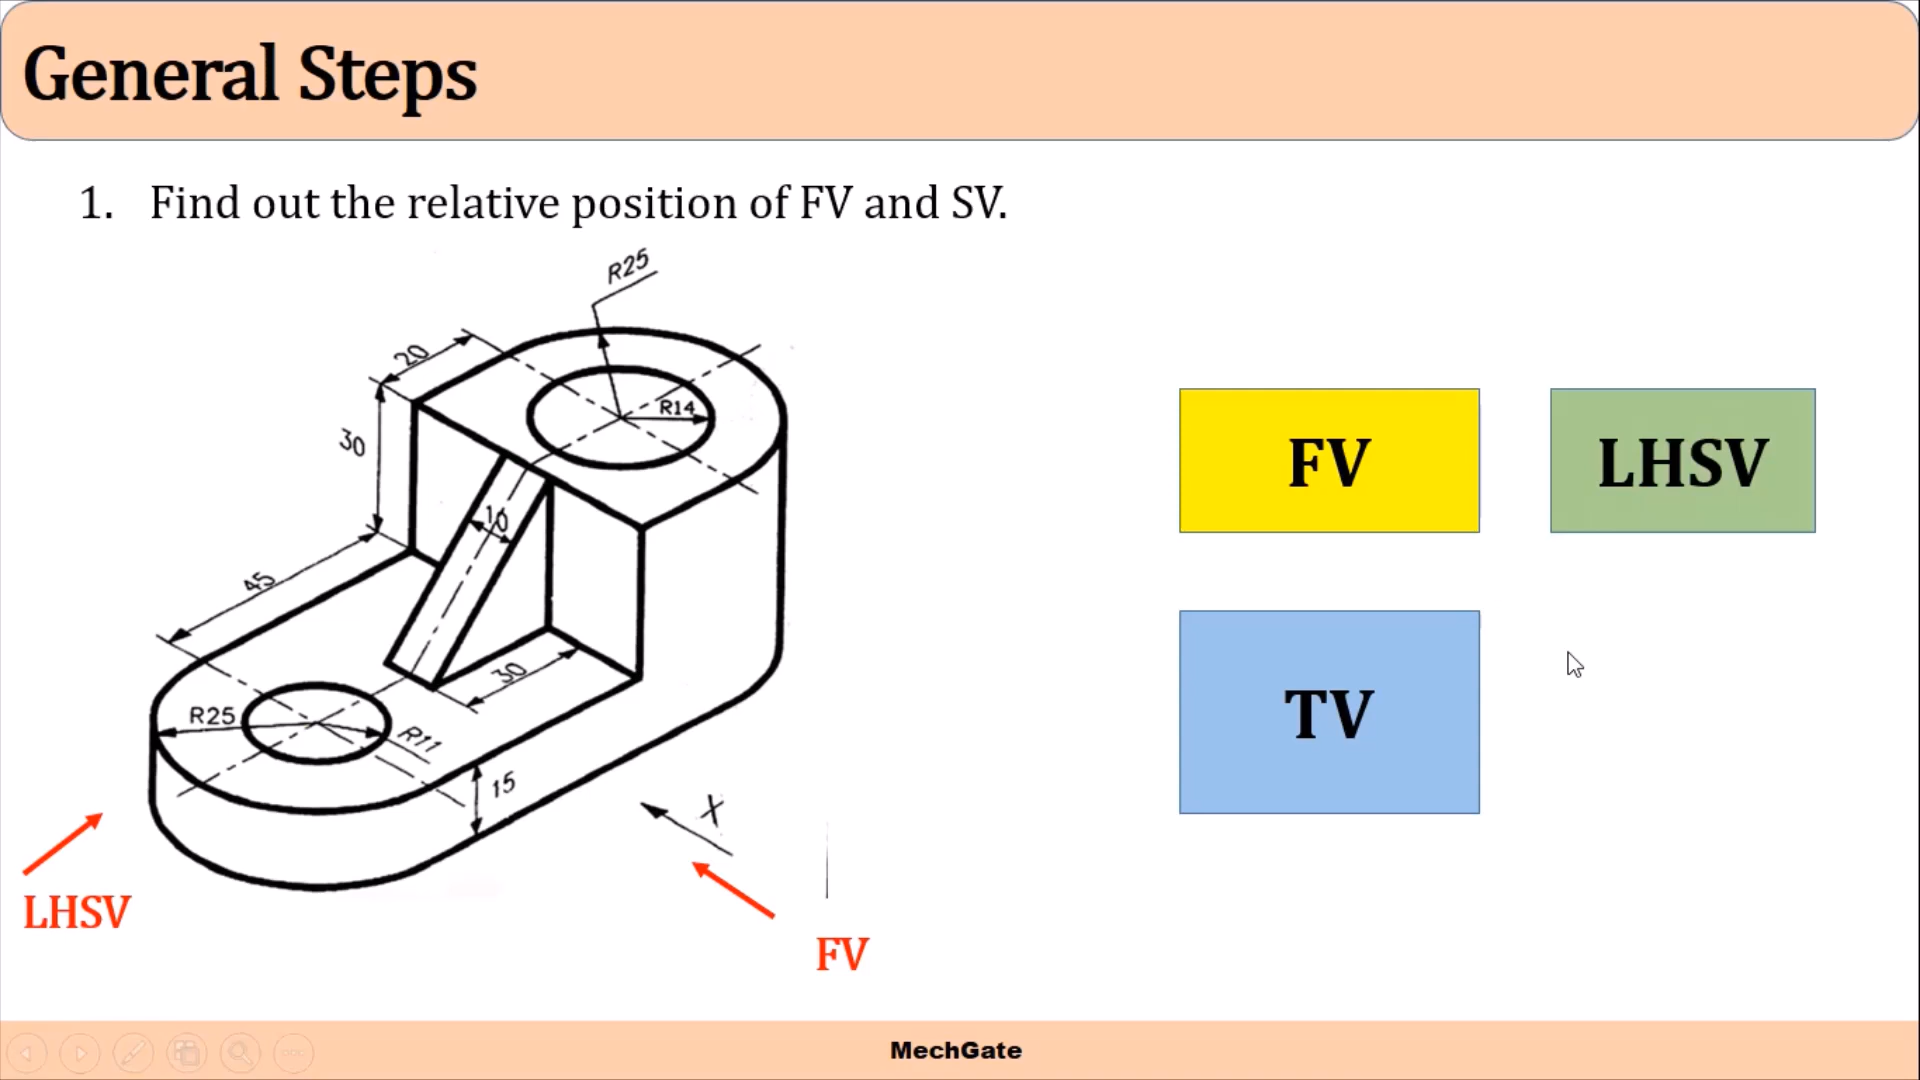 General Steps
1. Find out the relative position of FV and SV.
R25
20
R14
30
10
45
30
R25
R11
15
X
LHSV
FV
FV
LHSV
TV
MechGate